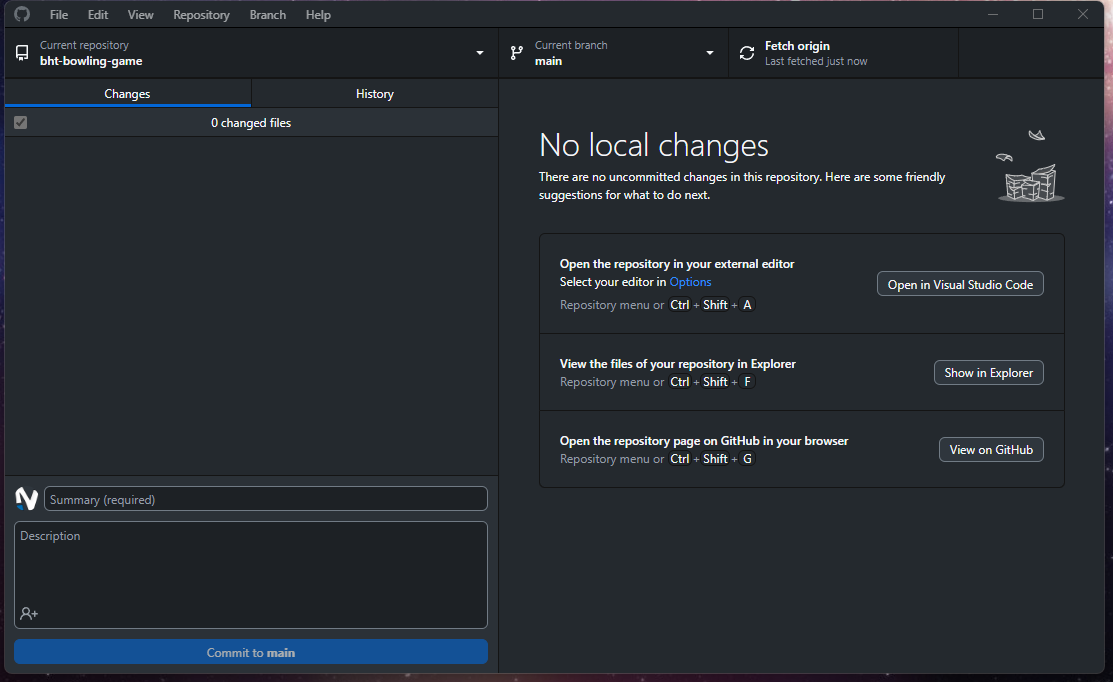 File Edit View Repository Branch Help
Current repository
bht-bowling-game
Current branch
main
Fetch origin
Last fetched just now
Changes
History
0 changed files
No local changes
There are no uncommitted changes in this repository. Here are some friendly
suggestions for what to do next.
Open the repository in your external editor
Select your editor in Options
Repository menu or Ctrl + Shift + A
Open in Visual Studio Code
View the files of your repository in Explorer
Repository menu or Ctrl + Shift + F
Show in Explorer
Open the repository page on GitHub in your browser
Repository menu or Ctrl + Shift + G
View on GitHub
Summary (required)
Description
Commit to main